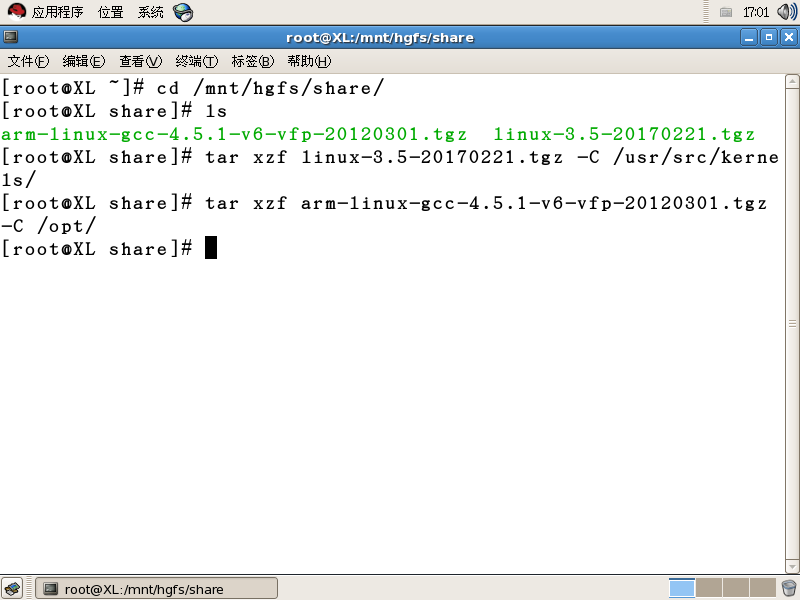 应用程序 位置 系统 17:01
root@XL:/mnt/hgfs/share
文件(F) 编辑(E) 查看(V) 终端(T) 标签(B) 帮助(H)
[root@XL ~]# cd /mnt/hgfs/share/
[root@XL share]# ls
arm-linux-gcc-4.5.1-v6-vfp-20120301.tgz  linux-3.5-20170221.tgz
[root@XL share]# tar xzf linux-3.5-20170221.tgz -C /usr/src/kerne
ls/
[root@XL share]# tar xzf arm-linux-gcc-4.5.1-v6-vfp-20120301.tgz
-C /opt/
[root@XL share]#
root@XL:/mnt/hgfs/share